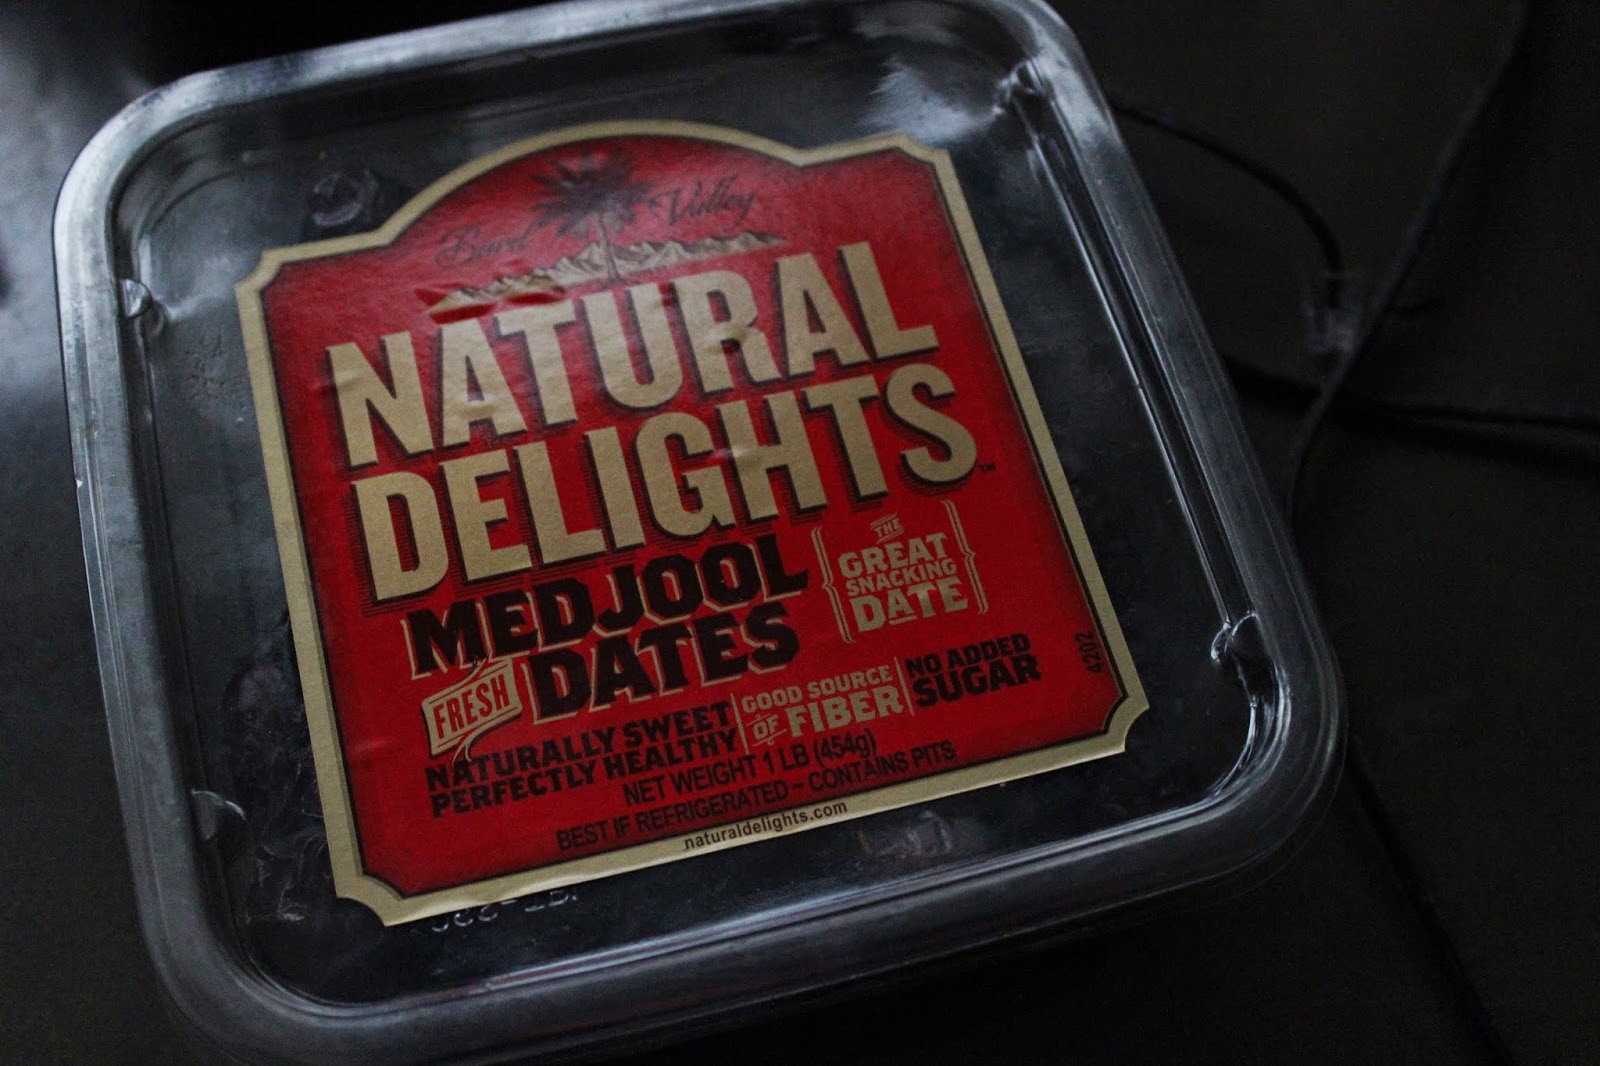 Bard Valley
NATURAL
DELIGHTS™
MEDJOOL
FRESH DATES
THE
GREAT
SNACKING
DATE
NATURALLY SWEET
PERFECTLY HEALTHY
GOOD SOURCE
OF FIBER
NO ADDED
SUGAR
NET WEIGHT 1 LB (454g)
BEST IF REFRIGERATED ~ CONTAINS PITS
naturaldelights.com
4202